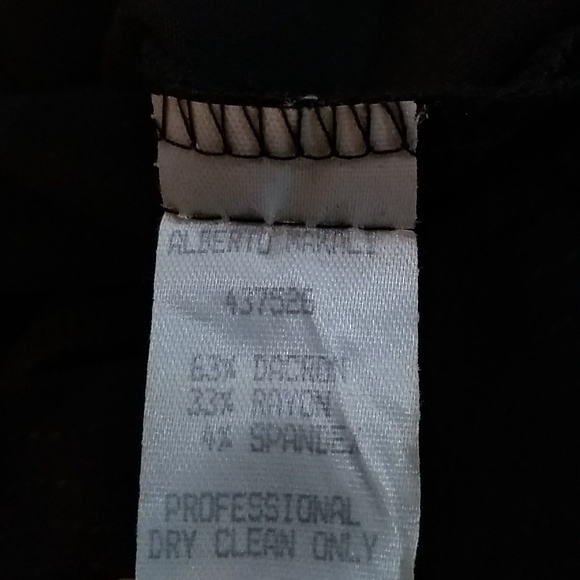 ALBERTO MAKALI
437526
63% DACRON
33% RAYON
4% SPANDEX
PROFESSIONAL
DRY CLEAN ONLY